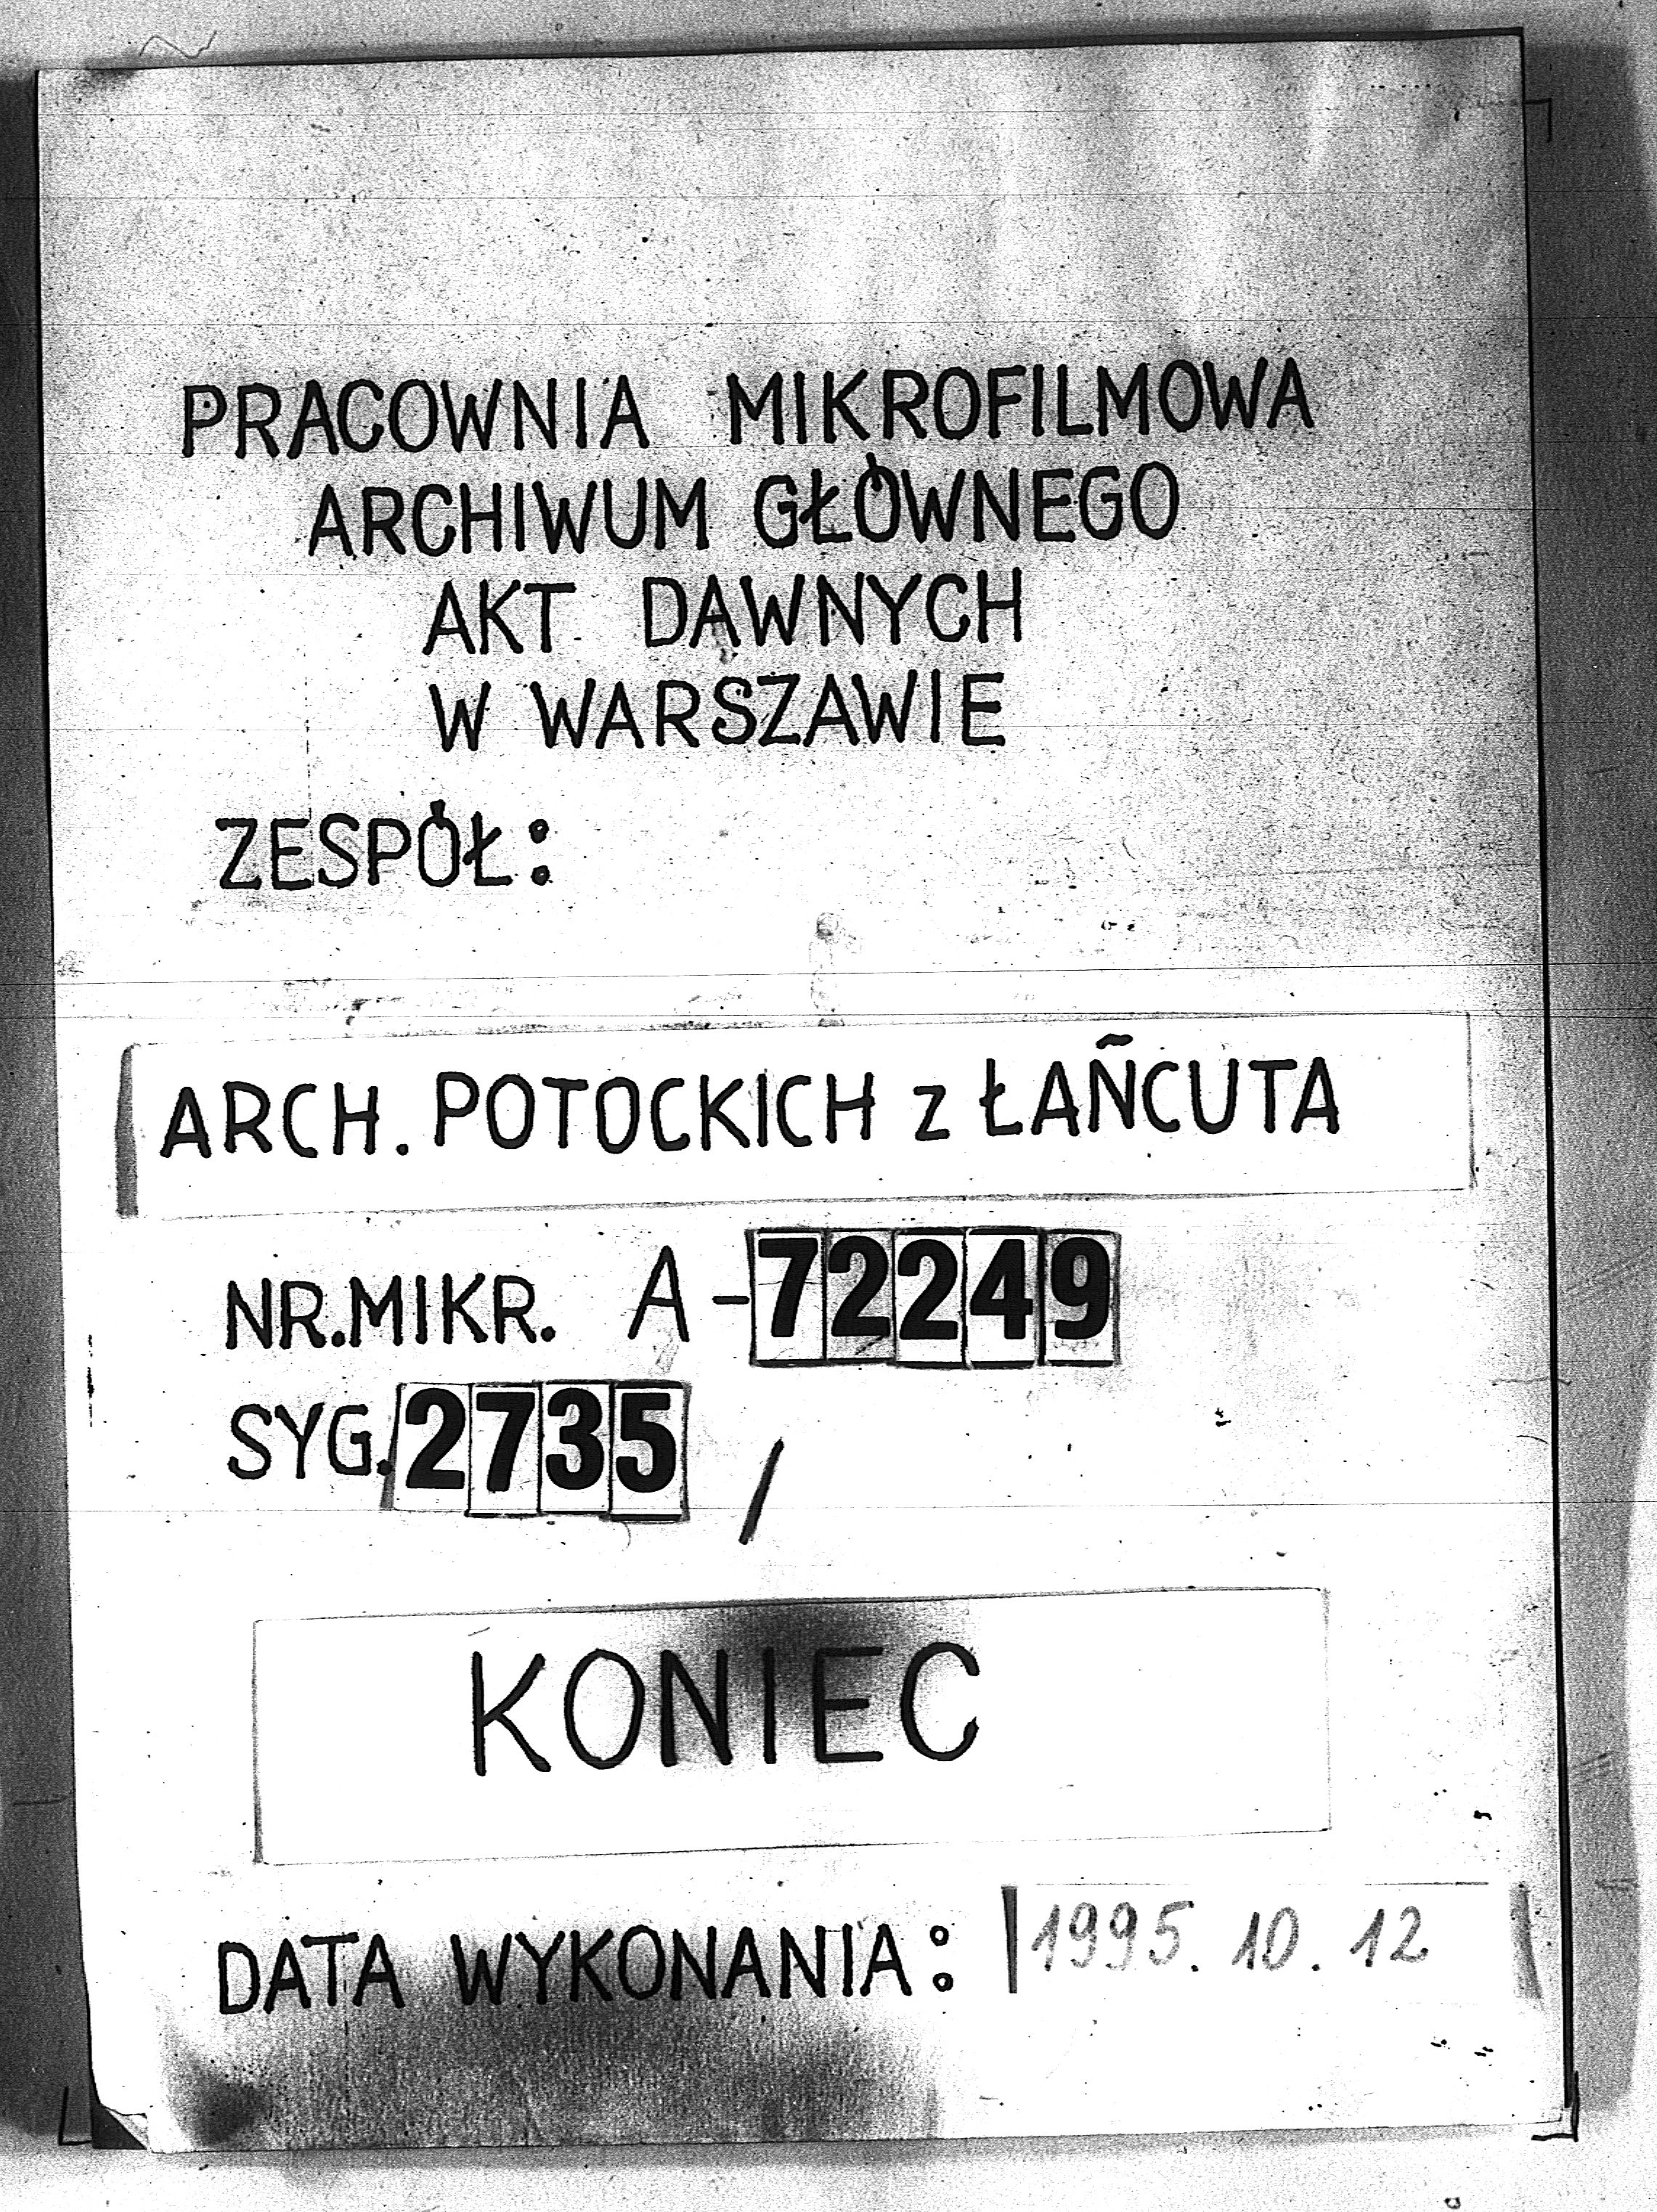 PRACOWNIA MIKROFILMOWA
ARCHIWUM GŁÓWNEGO
AKT DAWNYCH
W WARSZAWIE
ZESPÓŁ:
ARCH. POTOCKICH z ŁAŃCUTA
NR.MIKR. A-72249
SYG. 2735 /
KONIEC
DATA WYKONANIA: 1995.10.12